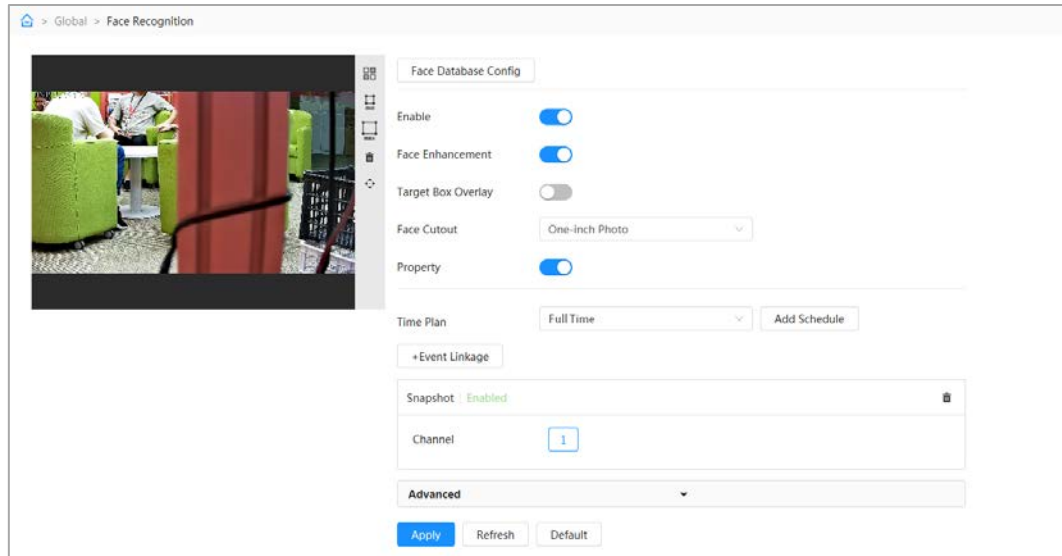 > Global > Face Recognition
Face Database Config
Enable
Face Enhancement
Target Box Overlay
Face Cutout One-inch Photo
Property
Time Plan Full Time Add Schedule
+Event Linkage
Snapshot Enabled
Channel 1
Advanced
Apply Refresh Default